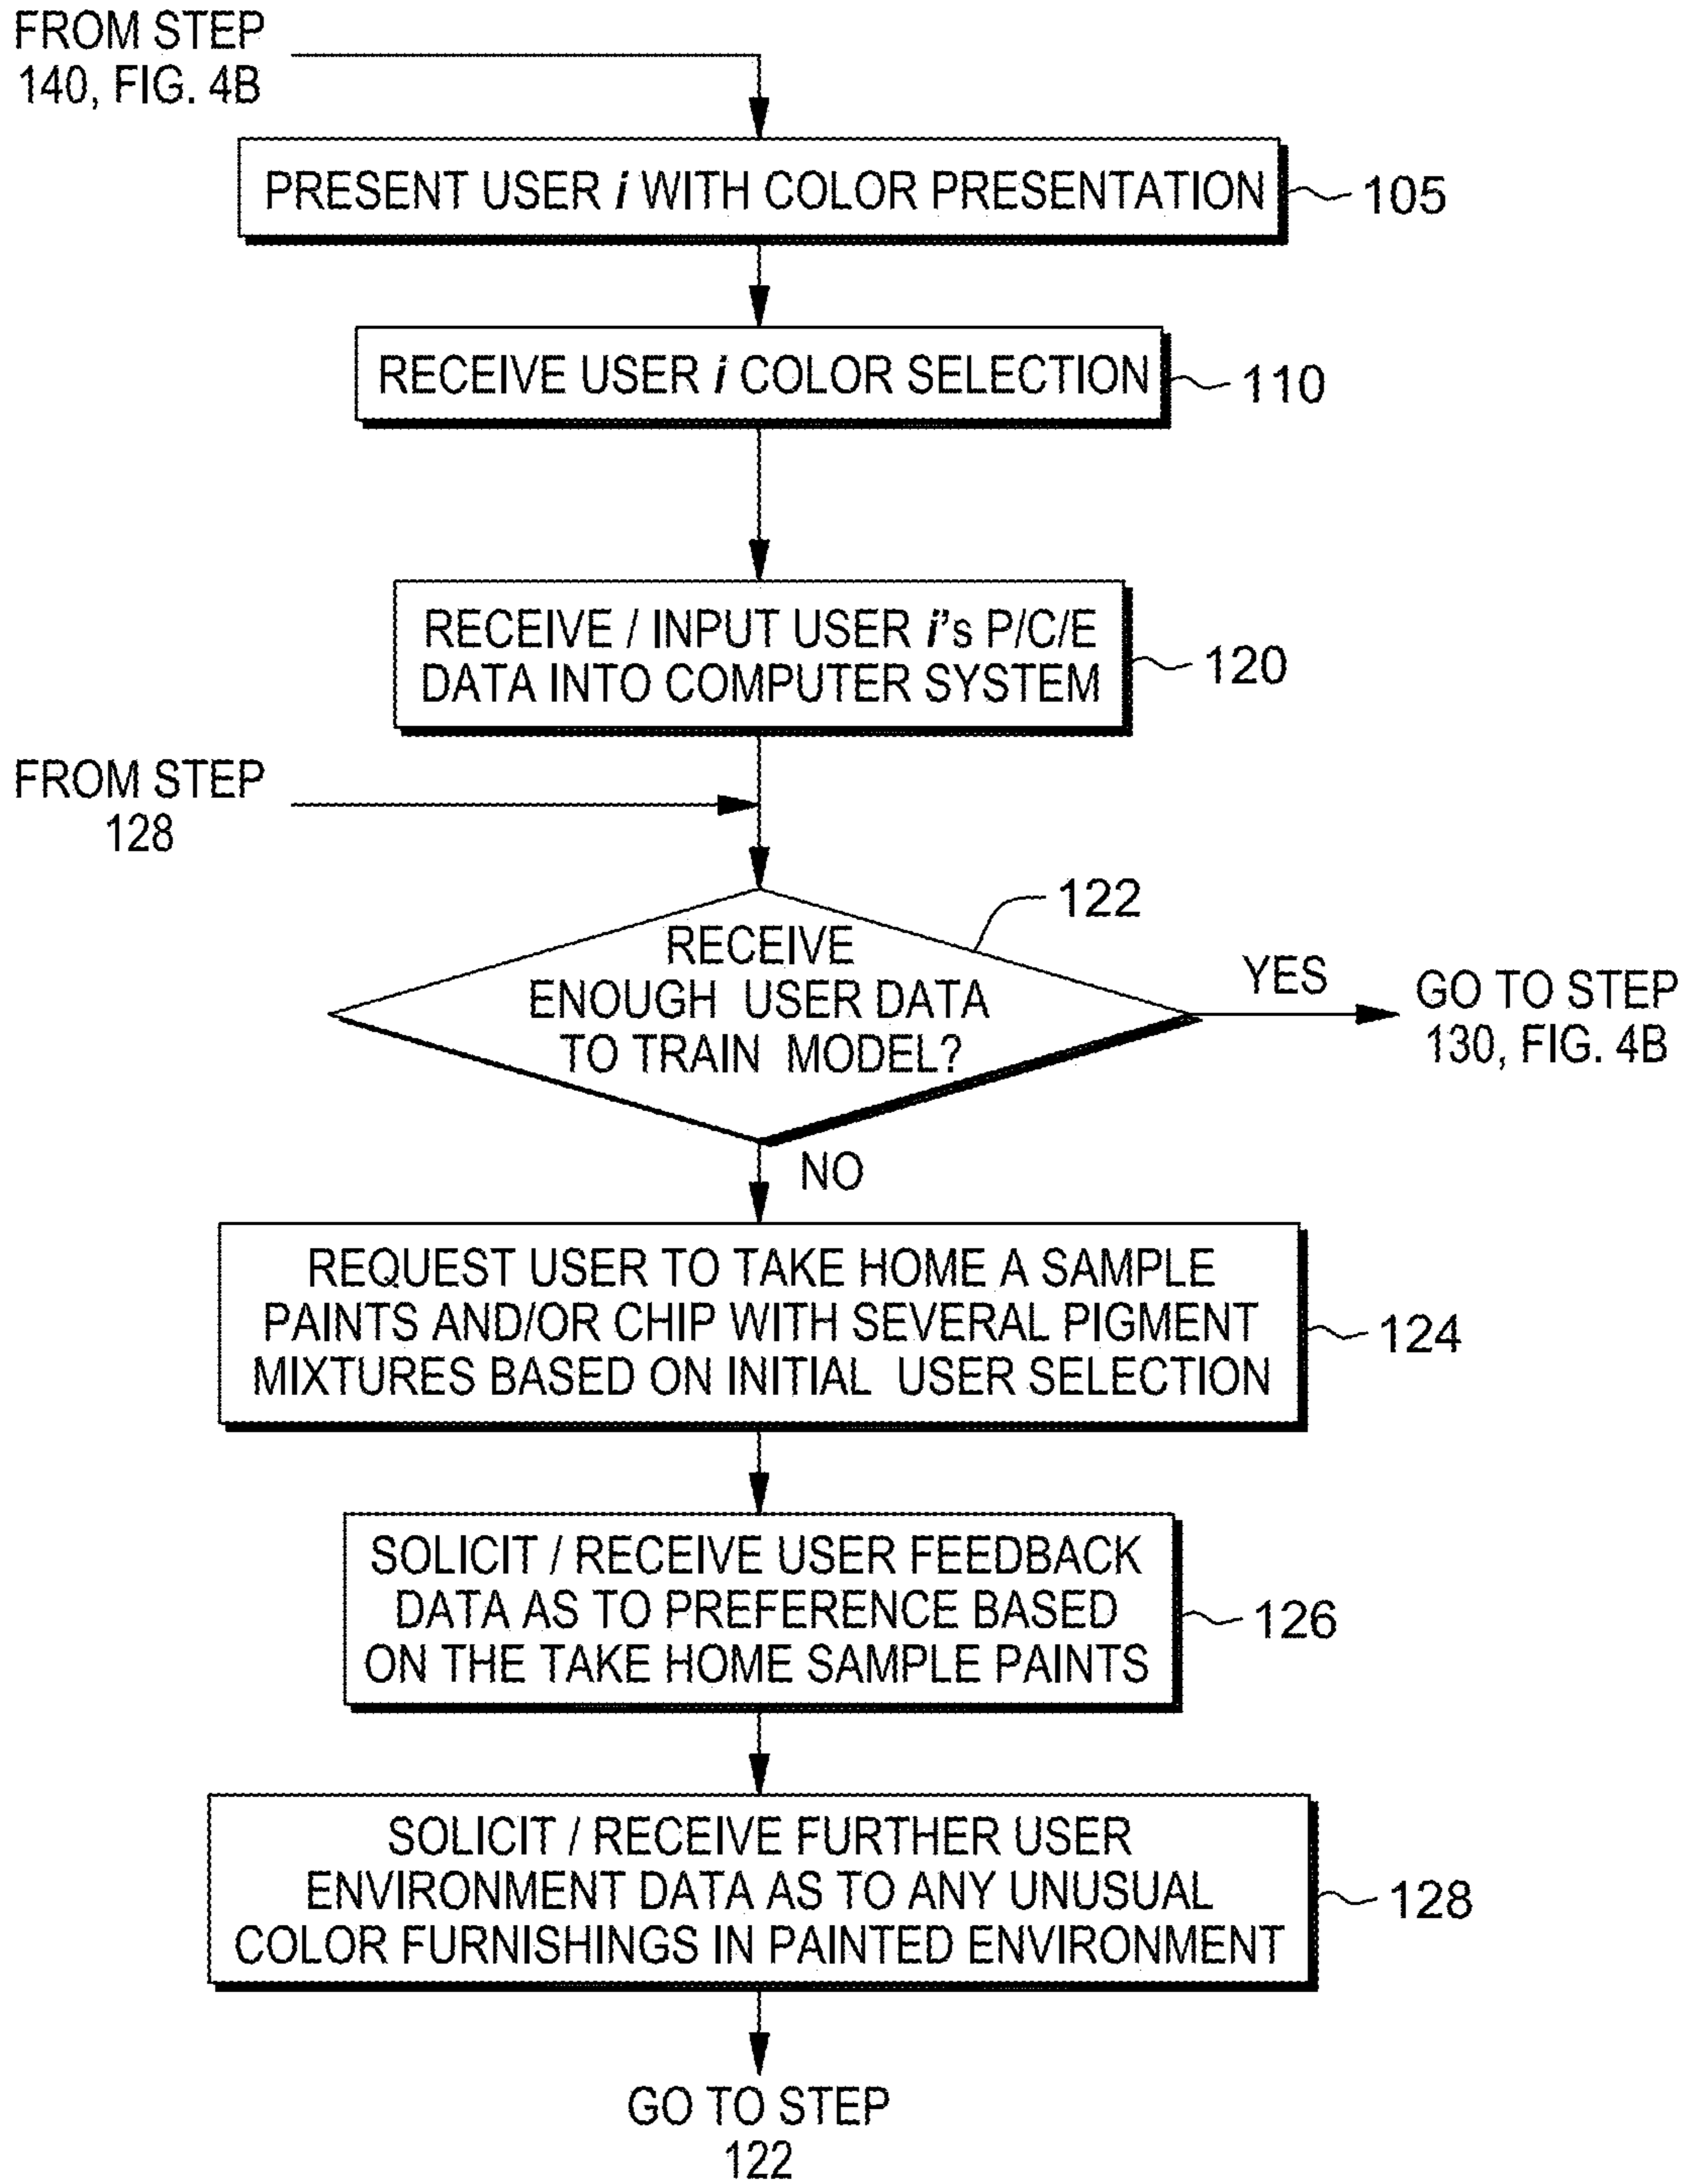 FROM STEP
140, FIG. 4B
PRESENT USER i WITH COLOR PRESENTATION
105
RECEIVE USER i COLOR SELECTION
110
RECEIVE / INPUT USER i's P/C/E
DATA INTO COMPUTER SYSTEM
120
FROM STEP
128
122
RECEIVE
ENOUGH USER DATA
TO TRAIN MODEL?
YES
GO TO STEP
130, FIG. 4B
NO
REQUEST USER TO TAKE HOME A SAMPLE
PAINTS AND/OR CHIP WITH SEVERAL PIGMENT
MIXTURES BASED ON INITIAL USER SELECTION
124
SOLICIT / RECEIVE USER FEEDBACK
DATA AS TO PREFERENCE BASED
ON THE TAKE HOME SAMPLE PAINTS
126
SOLICIT / RECEIVE FURTHER USER
ENVIRONMENT DATA AS TO ANY UNUSUAL
COLOR FURNISHINGS IN PAINTED ENVIRONMENT
128
GO TO STEP
122